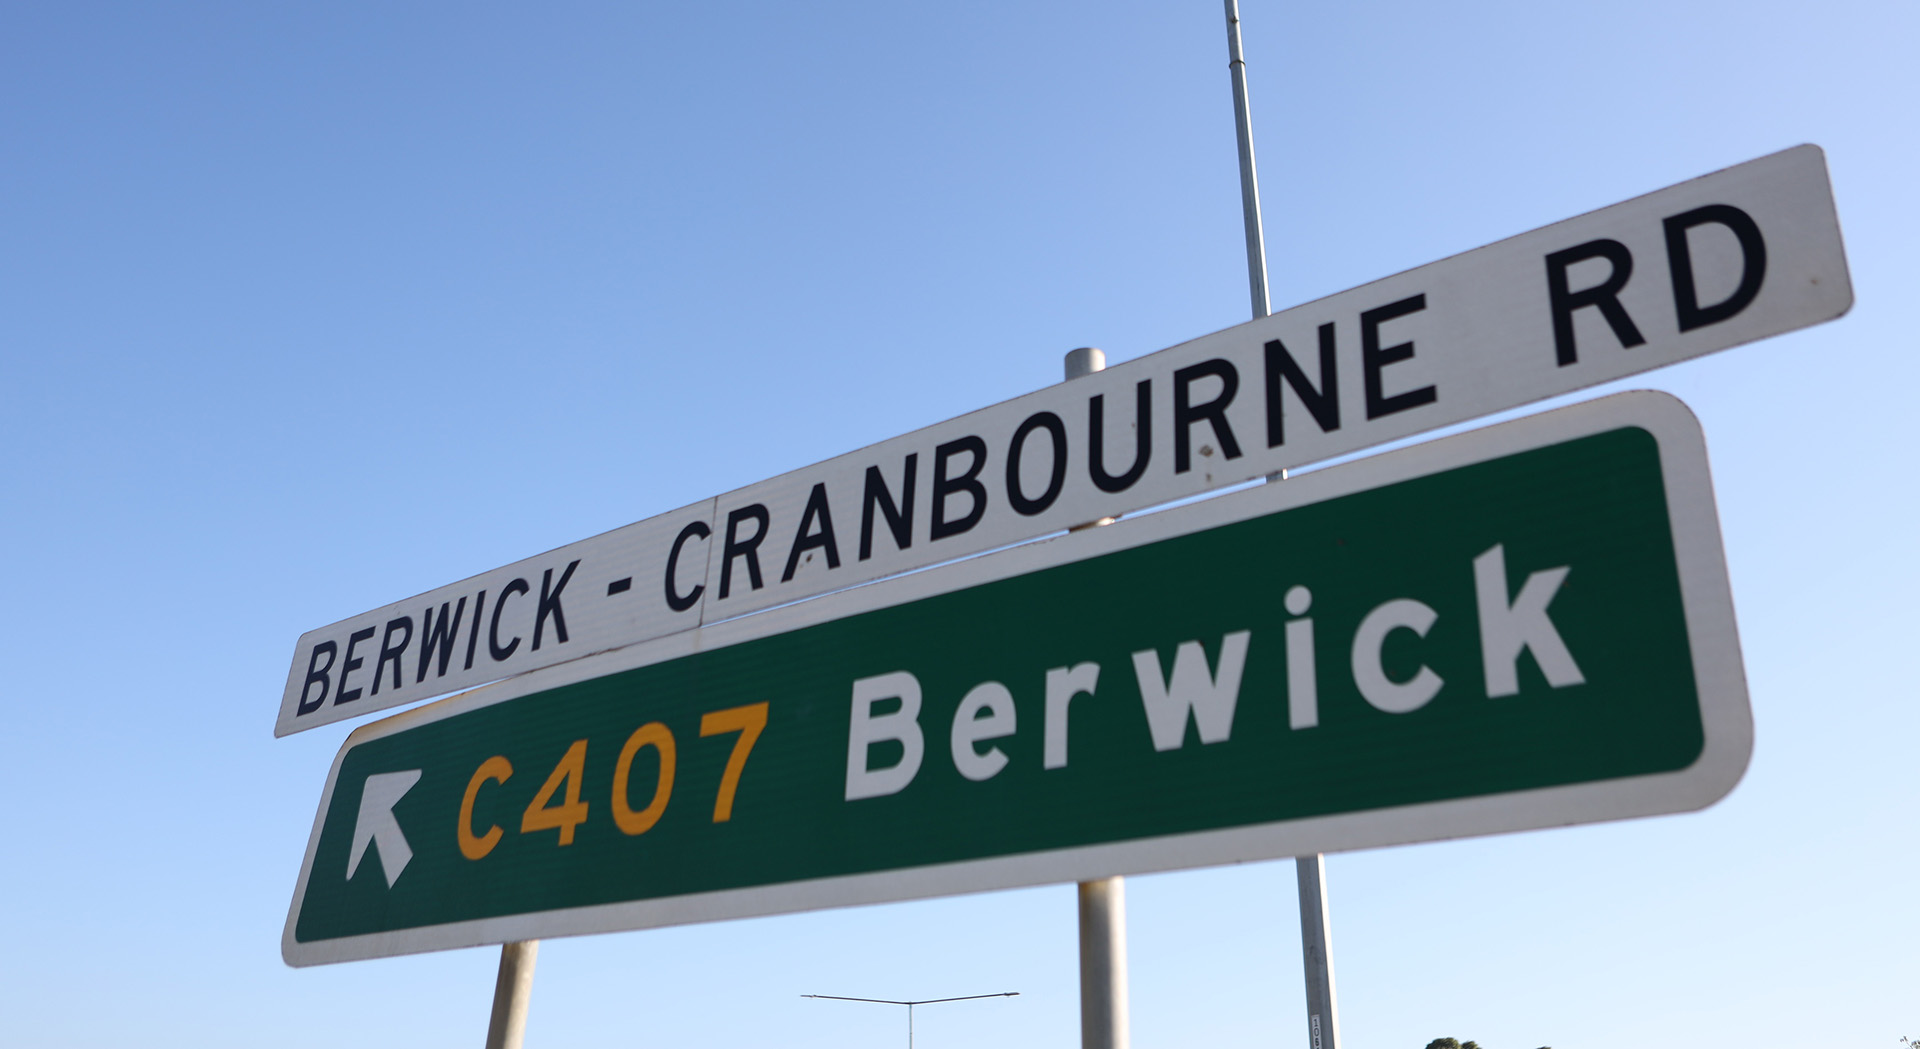 BERWICK - CRANBOURNE RD
C407 Berwick